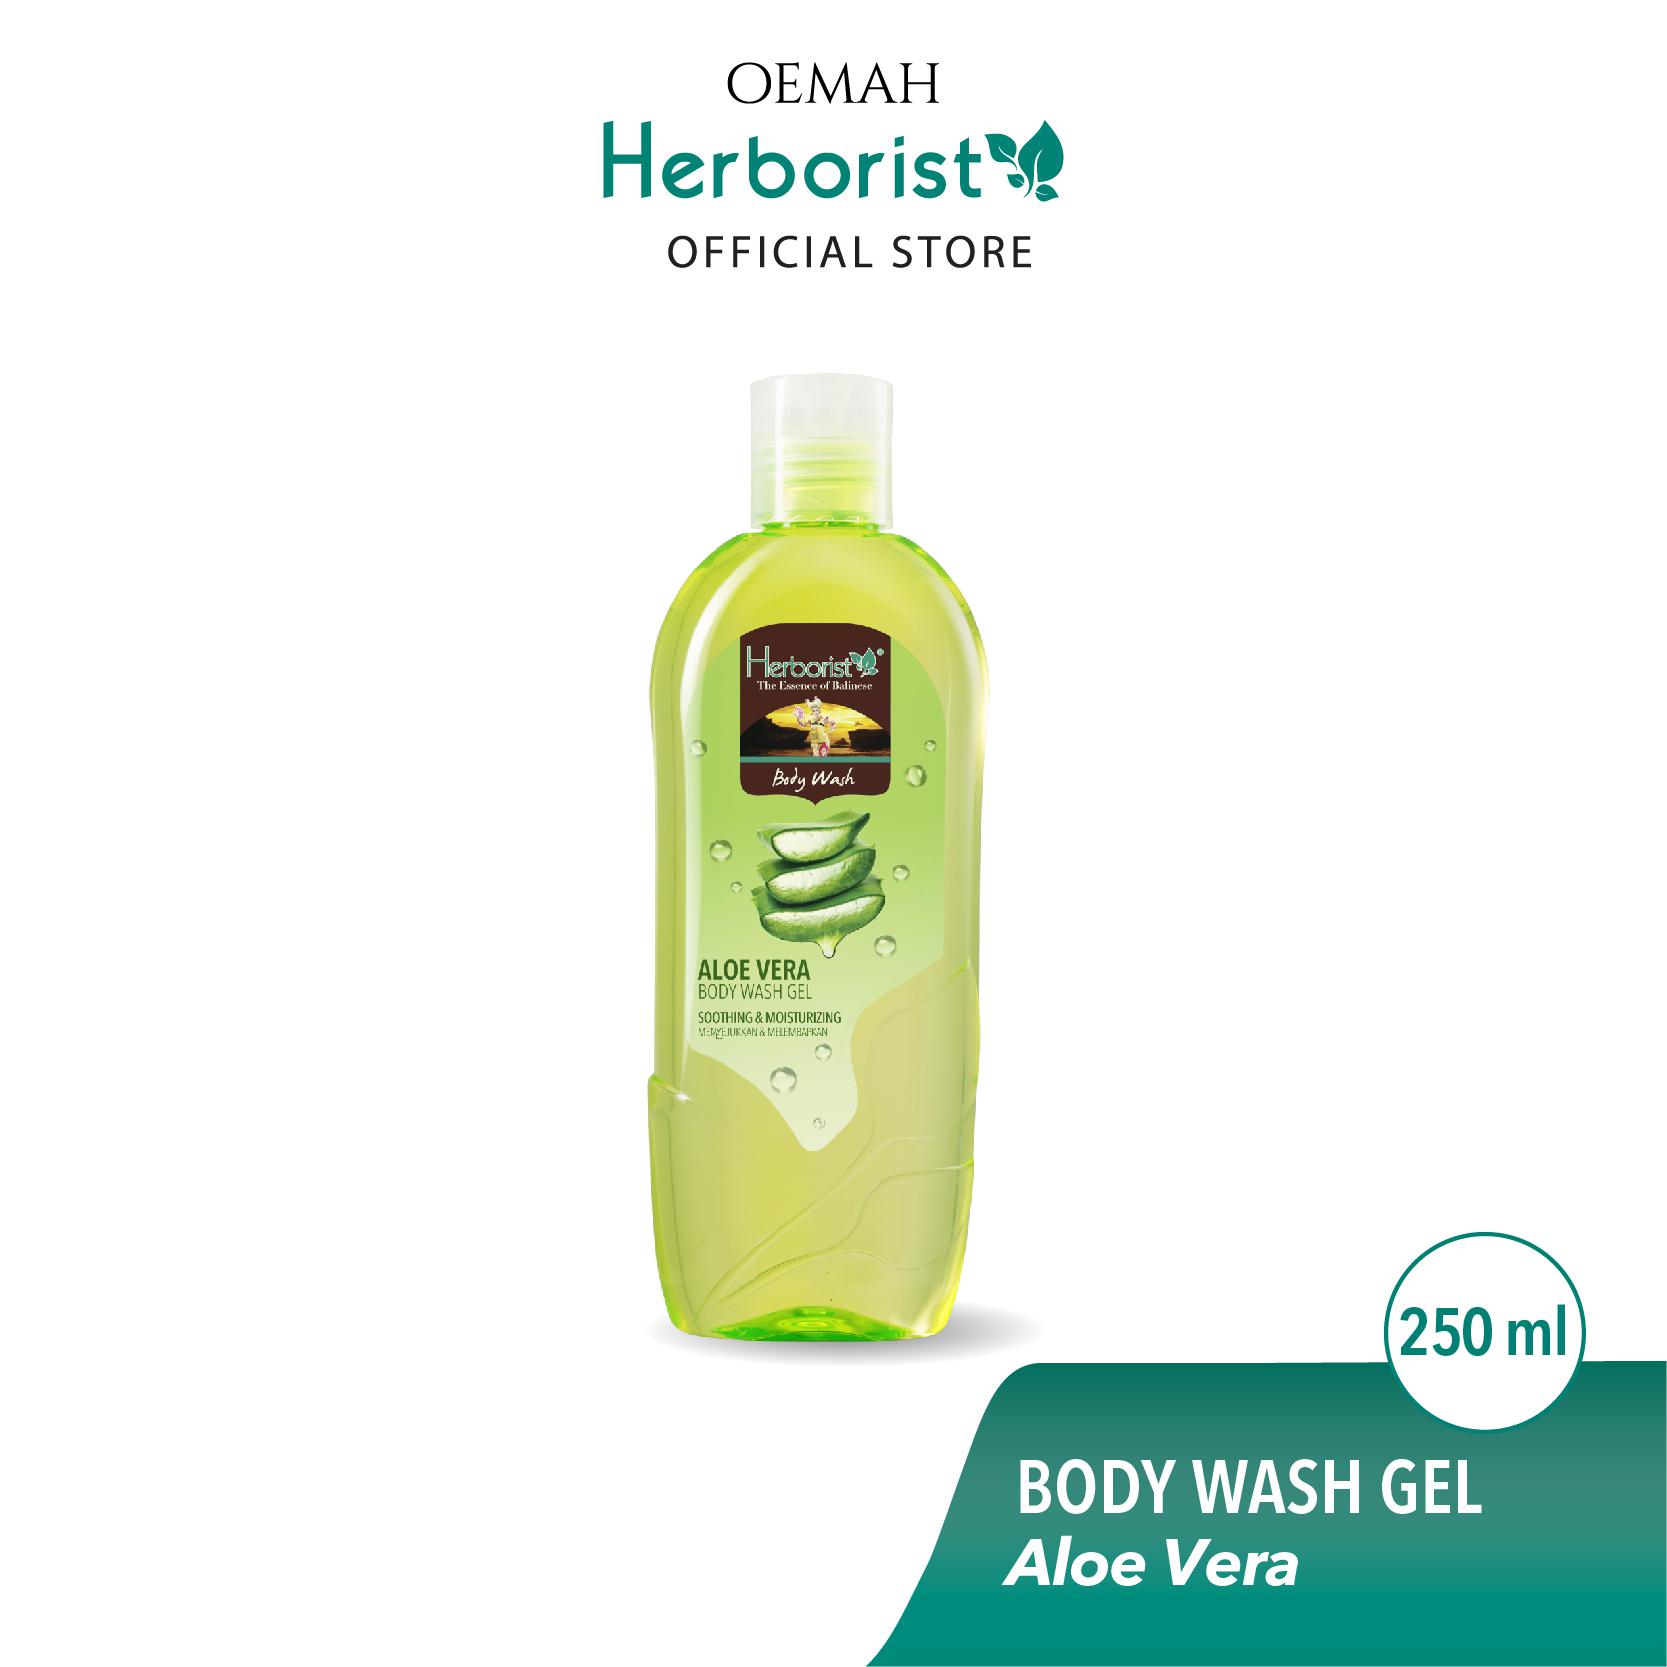 OEMAH
Herborist
OFFICIAL STORE
Herborist®
The Essence of Balinese
Body Wash
ALOE VERA
BODY WASH GEL
SOOTHING & MOISTURIZING
MENYEJUKKAN & MELEMBAPKAN
250 ml
BODY WASH GEL
Aloe Vera